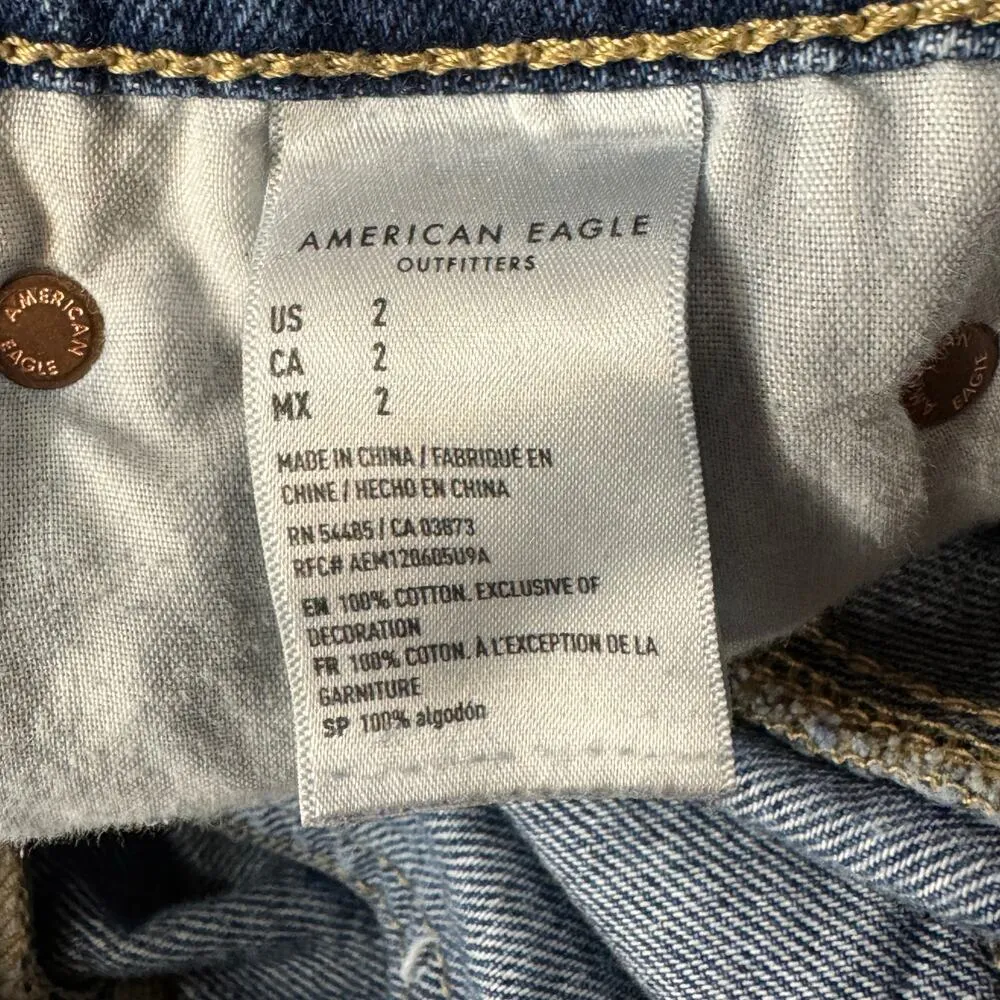 AMERICAN EAGLE
OUTFITTERS
US 2
CA 2
MX 2
MADE IN CHINA / FABRIQUÉ EN
CHINE / HECHO EN CHINA
RN 54485 / CA 03873
RFC# AEM120605U9A
EN 100% COTTON. EXCLUSIVE OF
DECORATION
FR 100% COTON. À L'EXCEPTION DE LA
GARNITURE
SP 100% algodón
AMERICAN
EAGLE
AMERICAN
EAGLE